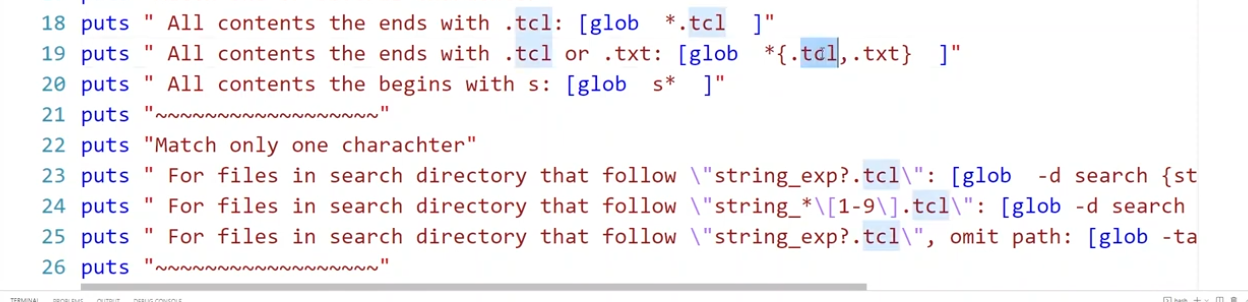 18 puts " All contents the ends with .tcl: [glob  *.tcl  ]"
19 puts " All contents the ends with .tcl or .txt: [glob  *{.tcl,.txt}  ]"
20 puts " All contents the begins with s: [glob  s*  ]"
21 puts "~~~~~~~~~~~~~~~~~~"
22 puts "Match only one charachter"
23 puts " For files in search directory that follow \"string_exp?.tcl\": [glob  -d search {st
24 puts " For files in search directory that follow \"string_*\[1-9\].tcl\": [glob -d search
25 puts " For files in search directory that follow \"string_exp?.tcl\", omit path: [glob -ta
26 puts "~~~~~~~~~~~~~~~~~~"
TERMINAL PROBLEMS OUTPUT DEBUG CONSOLE bash